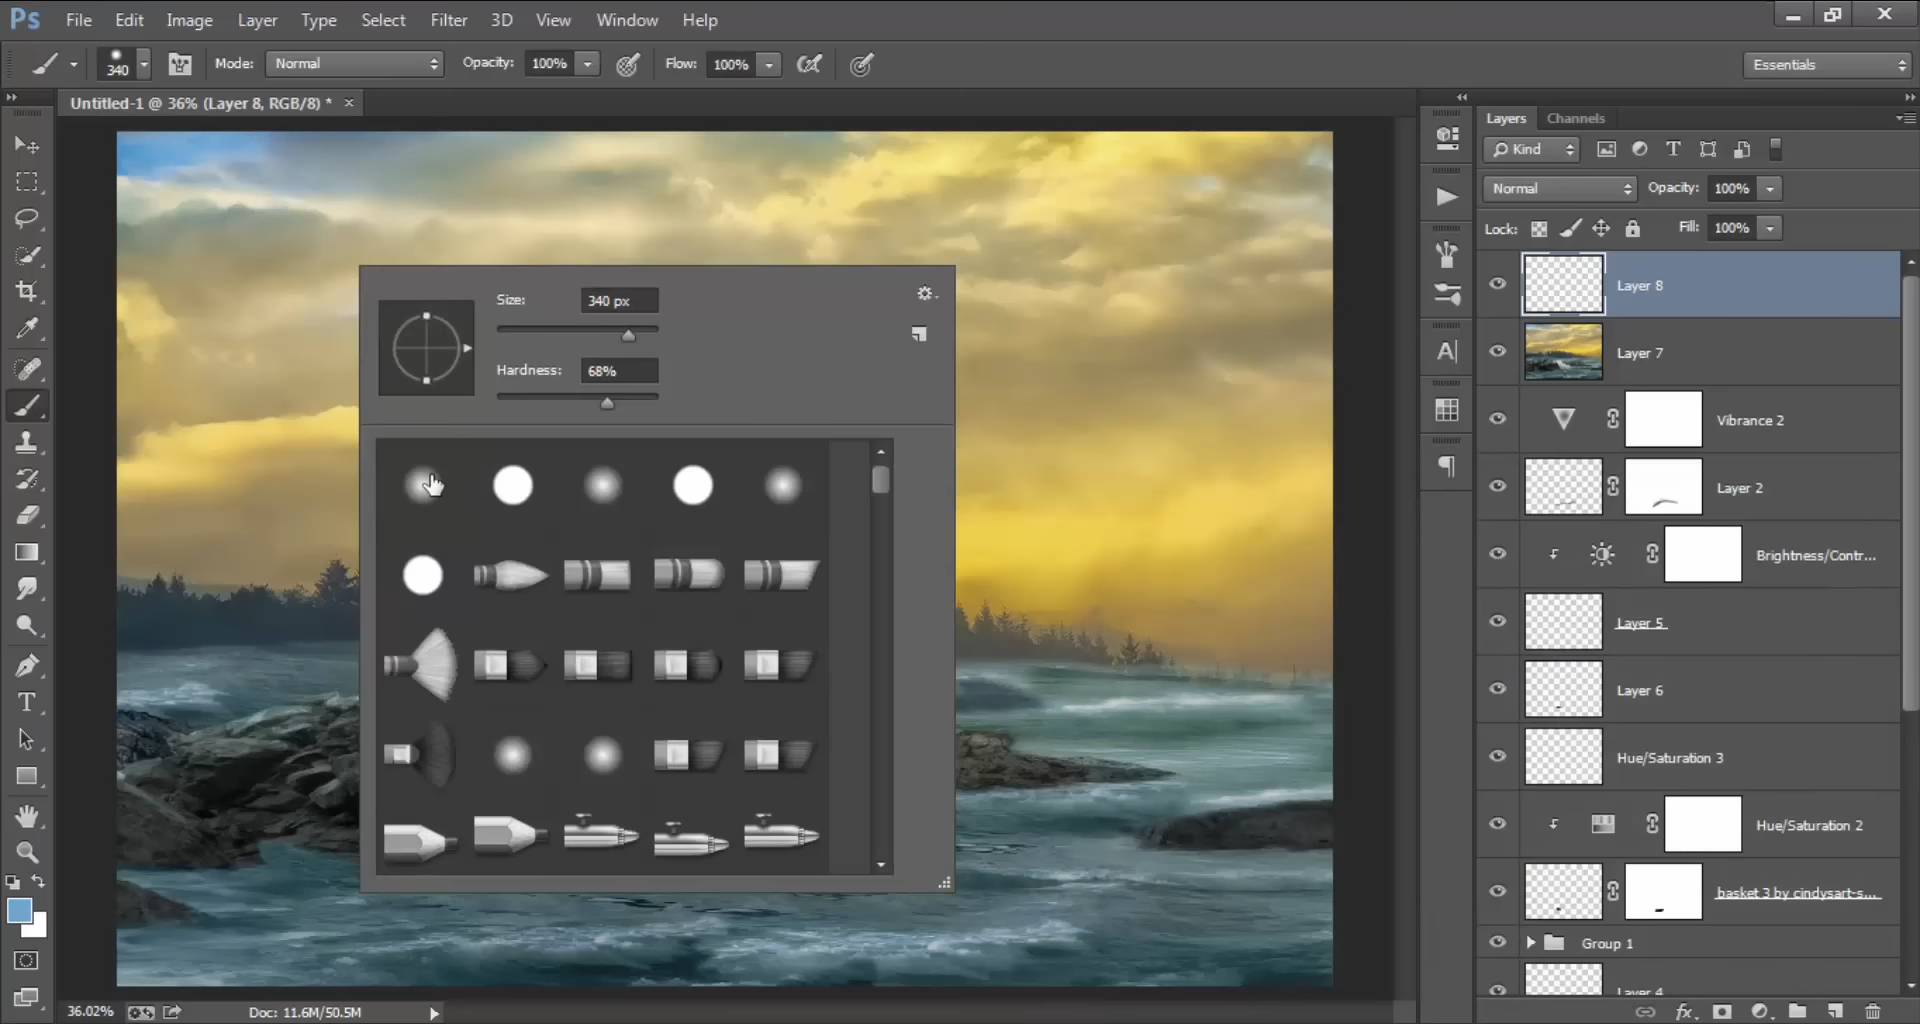 Ps File Edit Image Layer Type Select Filter 3D View Window Help
340 Mode: Normal Opacity: 100% Flow: 100% Essentials
Untitled-1 @ 36% (Layer 8, RGB/8) * ×
Layers Channels
Kind
Normal Opacity: 100%
Lock: Fill: 100%
Size: 340 px
Hardness: 68%
Layer 8
Layer 7
Vibrance 2
Layer 2
Brightness/Contr...
Layer 5
Layer 6
Hue/Saturation 3
Hue/Saturation 2
basket 3 by cindysart-s...
Group 1
Layer 4
36.02% Doc: 11.6M/50.5M